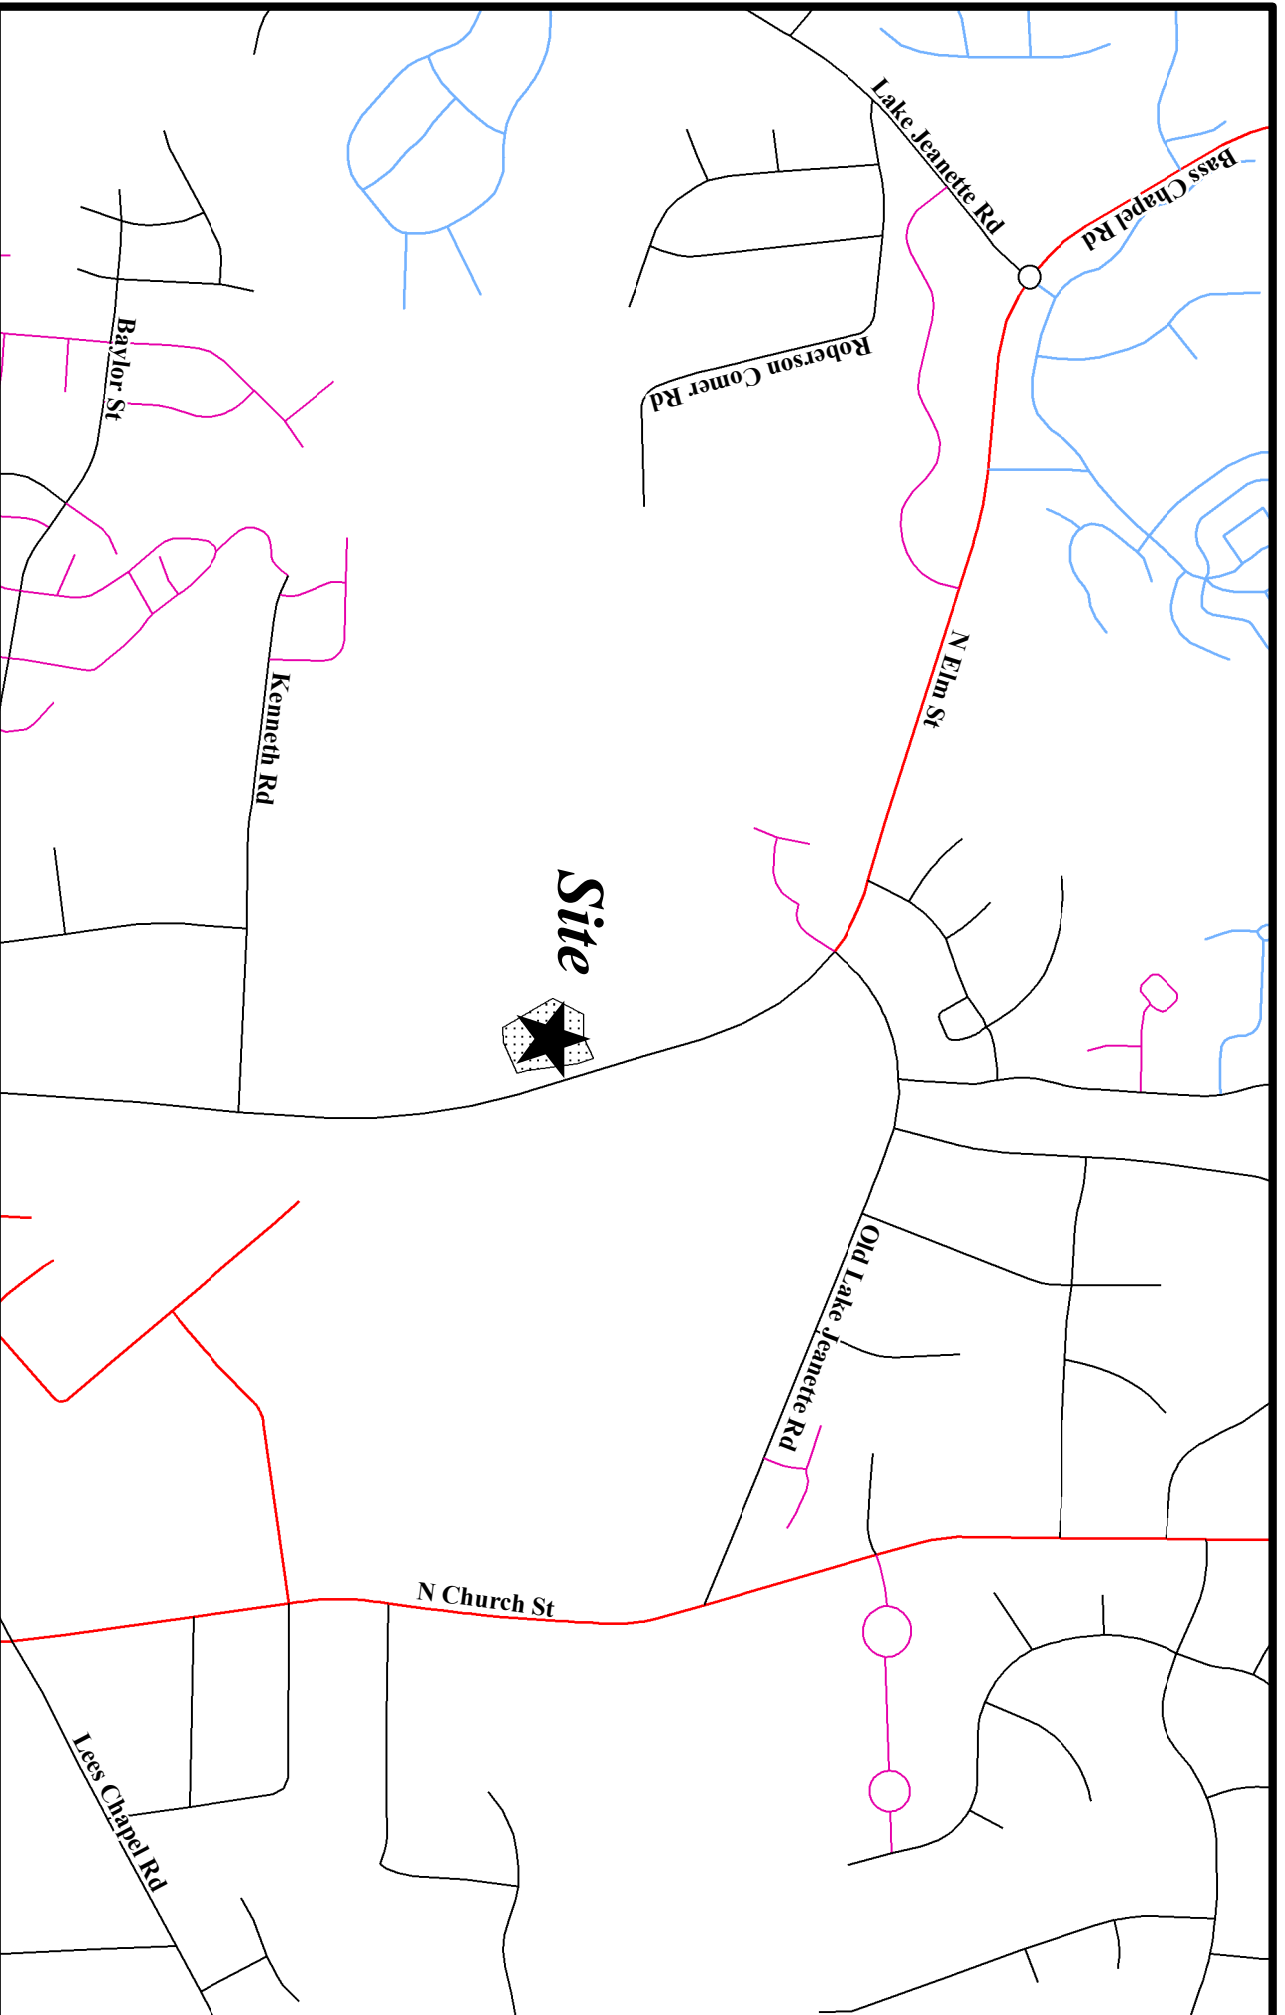 Lake Jeanette Rd
Bass Chapel Rd
Baylor St
Roberson Comer Rd
N Elm St
Kenneth Rd
Site
Old Lake Jeanette Rd
N Church St
Lees Chapel Rd